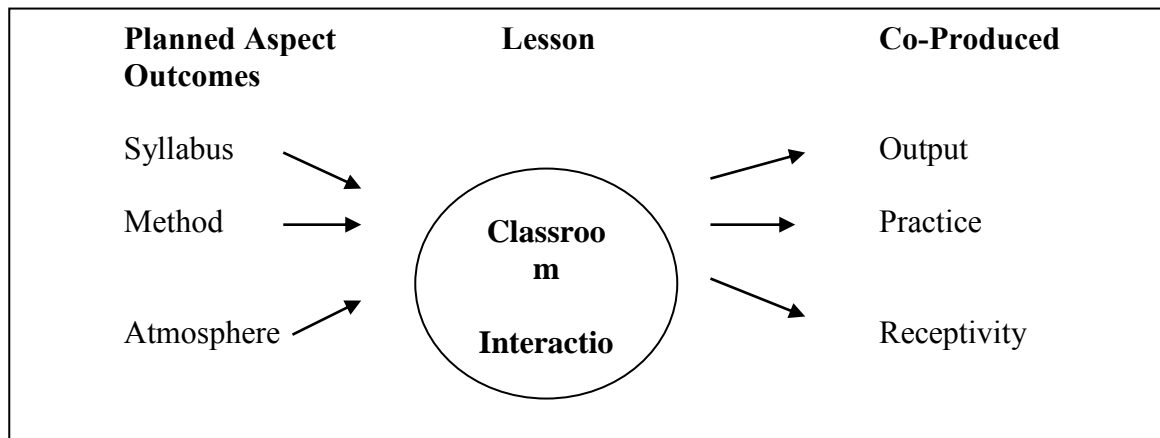 Planned Aspect Lesson Co-Produced
Outcomes
Syllabus Output
Method Classroo Practice
m
Atmosphere Interactio Receptivity